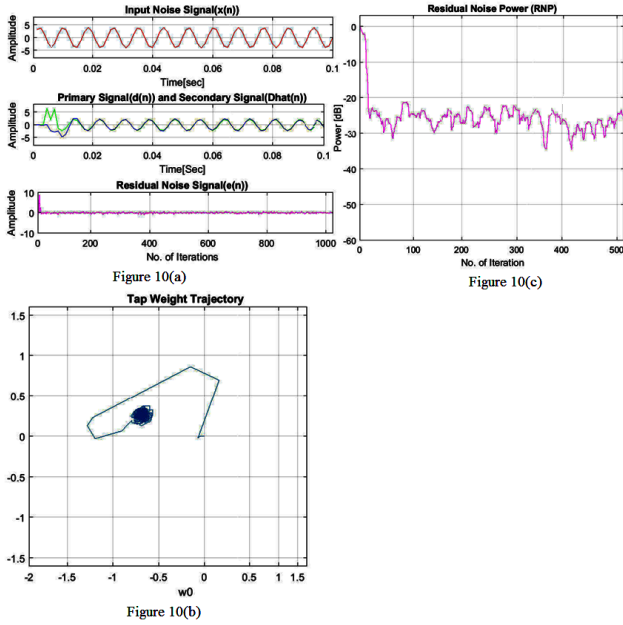 Input Noise Signal(x(n))
Amplitude
5
0
-5
0 0.02 0.04 0.06 0.08 0.1
Time[sec]
Primary Signal(d(n)) and Secondary Signal(Dhat(n))
Amplitude
5
0
-5
0 0.02 0.04 0.06 0.08 0.1
Time[Sec]
Residual Noise Signal(e(n))
Amplitude
10
0
-10
0 200 400 600 800 1000
No. of Iterations
Figure 10(a)
Residual Noise Power (RNP)
Power [dB]
0
-10
-20
-30
-40
-50
-60
0 100 200 300 400 500
No. of Iteration
Figure 10(c)
Tap Weight Trajectory
1.5
1
0.5
0
-0.5
-1
-1.5
-2 -1.5 -1 -0.5 0 0.5 1 1.5
w0
Figure 10(b)